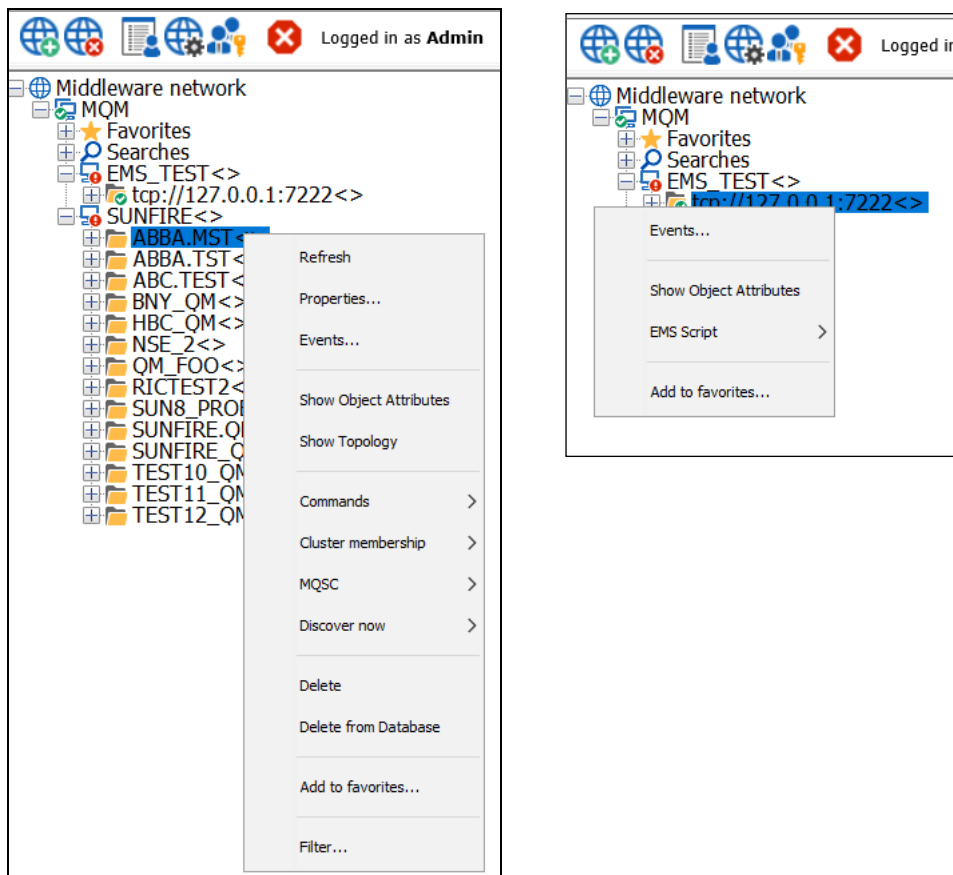 Logged in as Admin
Middleware network
MQM
Favorites
Searches
EMS_TEST<>
tcp://127.0.0.1:7222<>
SUNFIRE<>
ABBA.MST<
ABBA.TST<
ABC.TEST<
BNY_QM<>
HBC_QM<>
NSE_2<>
QM_FOO<>
RICTEST2<
SUN8_PROB
SUNFIRE.Q
SUNFIRE_Q
TEST10_QM
TEST11_QM
TEST12_QM
Refresh
Properties...
Events...
Show Object Attributes
Show Topology
Commands
Cluster membership
MQSC
Discover now
Delete
Delete from Database
Add to favorites...
Filter...
Logged in
Middleware network
MQM
Favorites
Searches
EMS_TEST<>
tcp://127.0.0.1:7222<>
Events...
Show Object Attributes
EMS Script
Add to favorites...